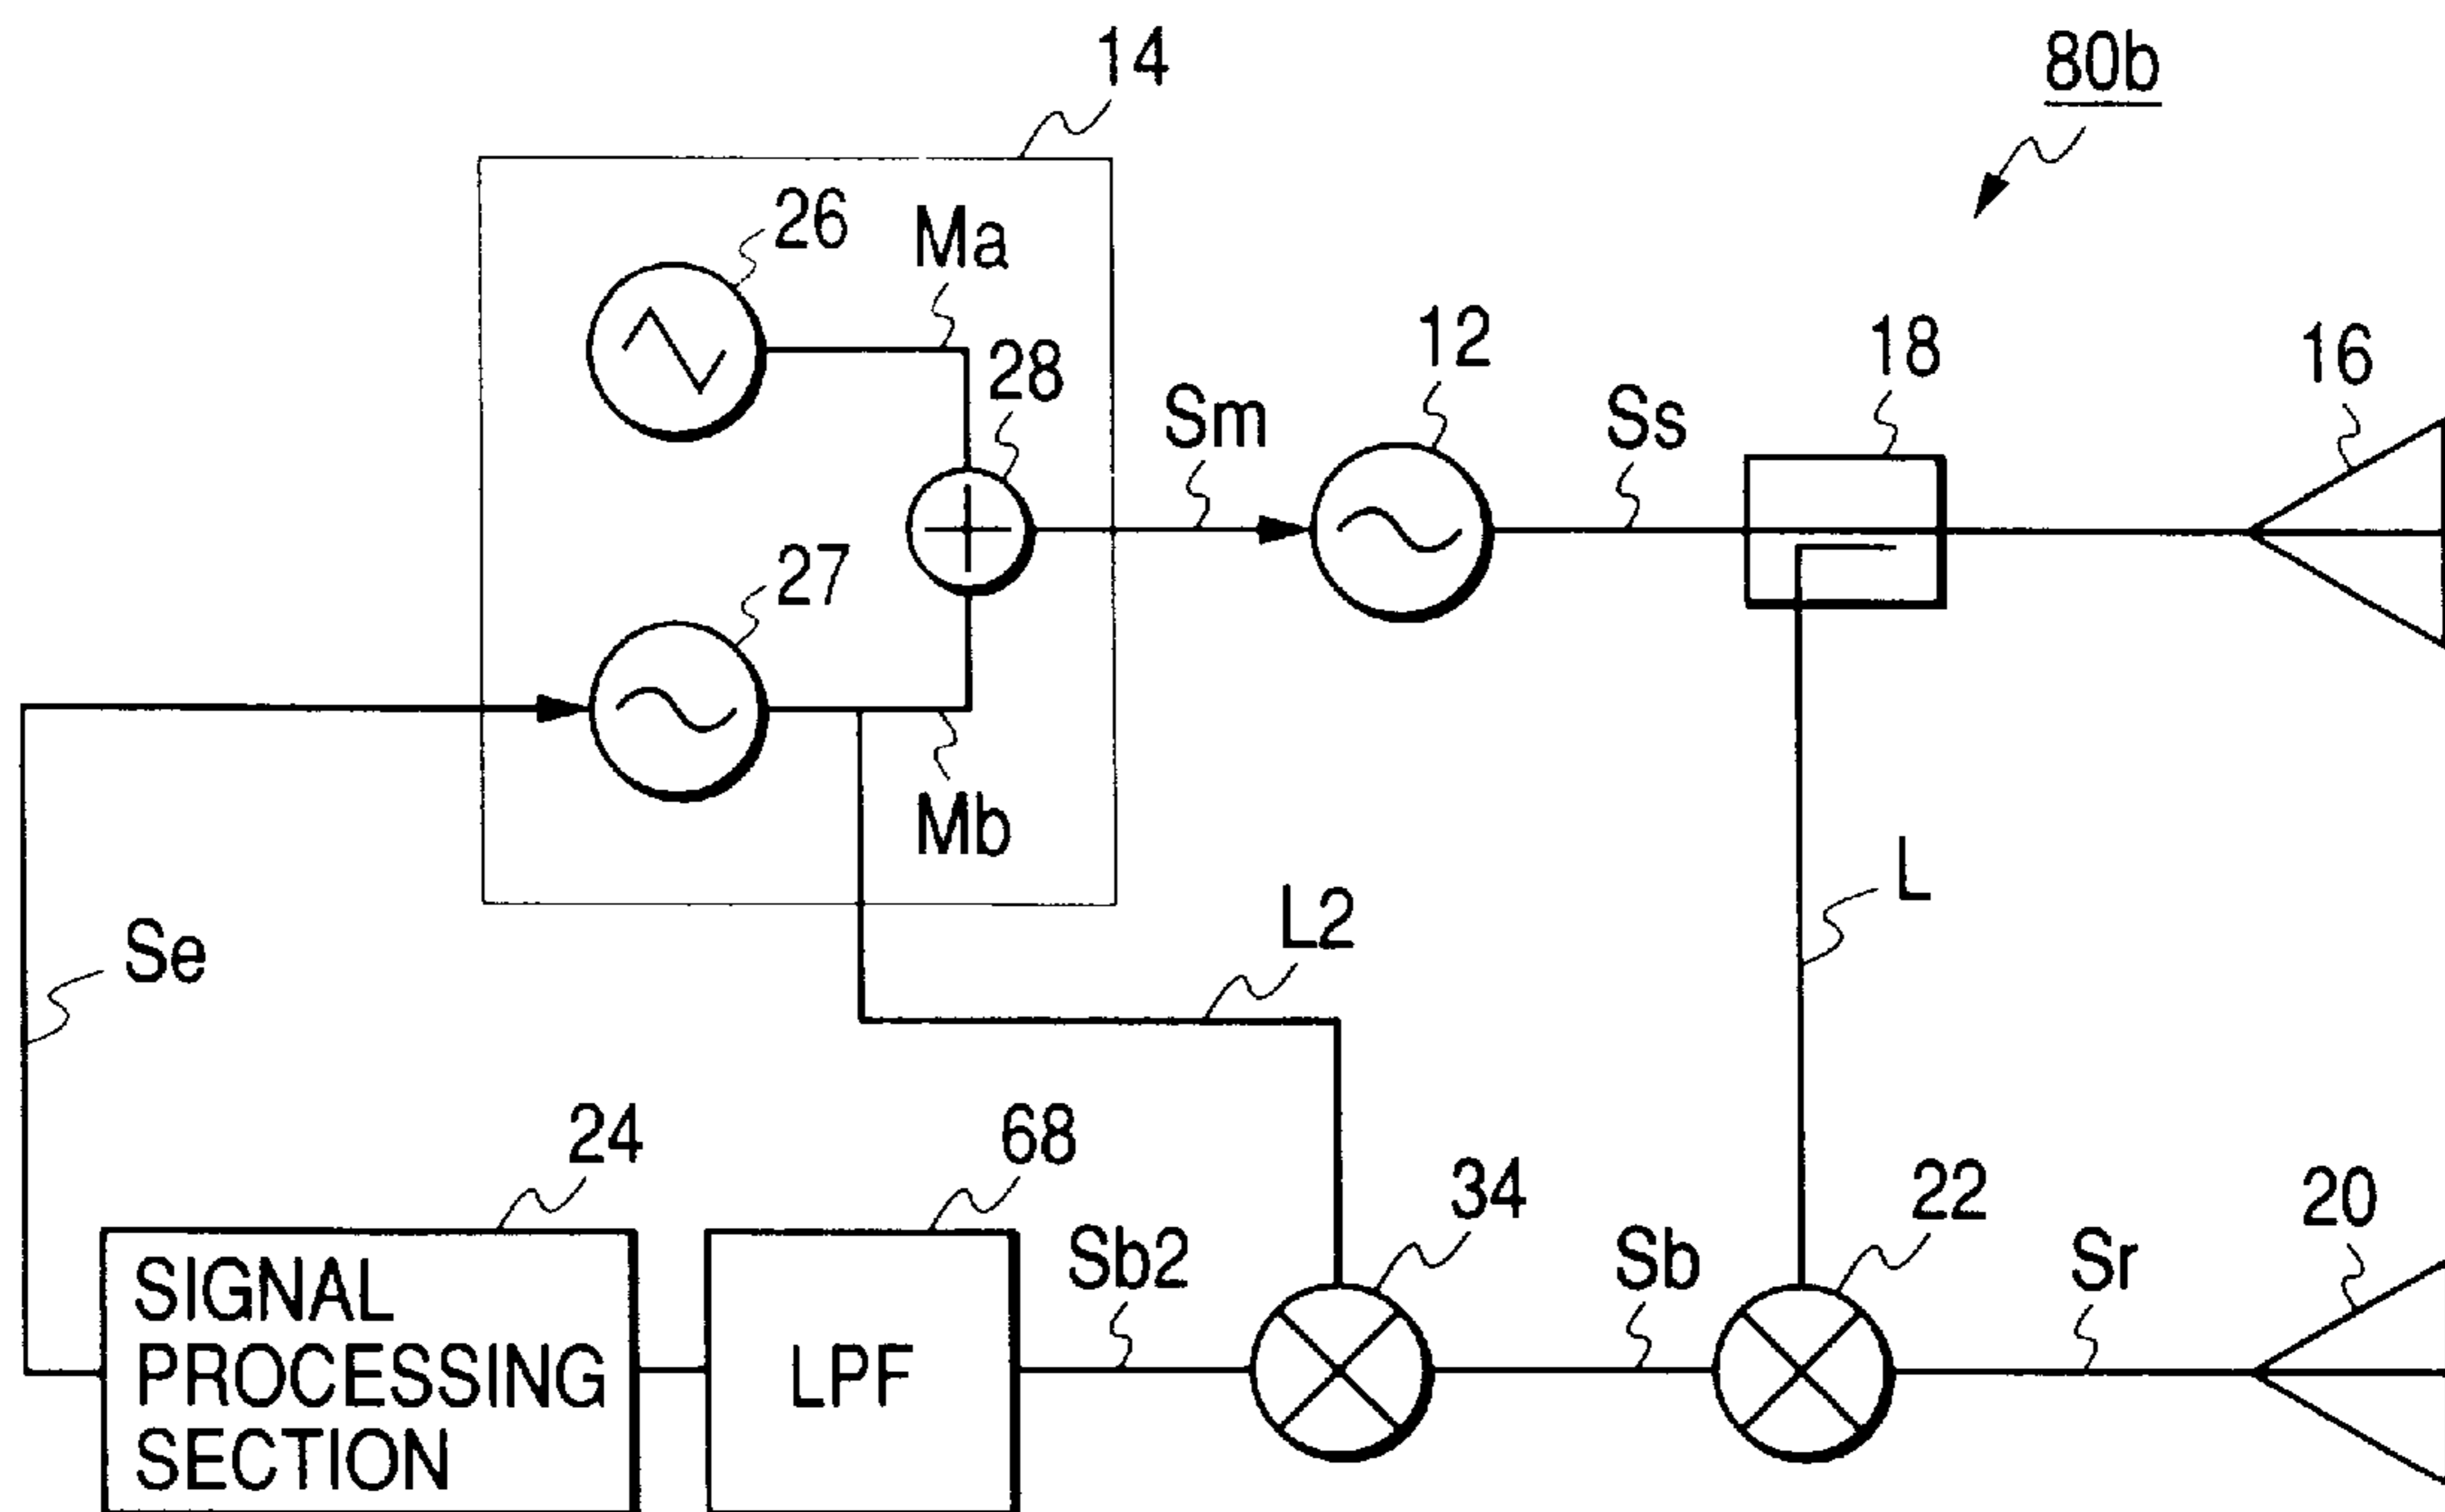 14
80b
26
Ma
28
12
18
16
Sm
Ss
27
Mb
L
L2
Se
24
68
34
22
20
Sb2
Sb
Sr
SIGNAL
PROCESSING
SECTION
LPF